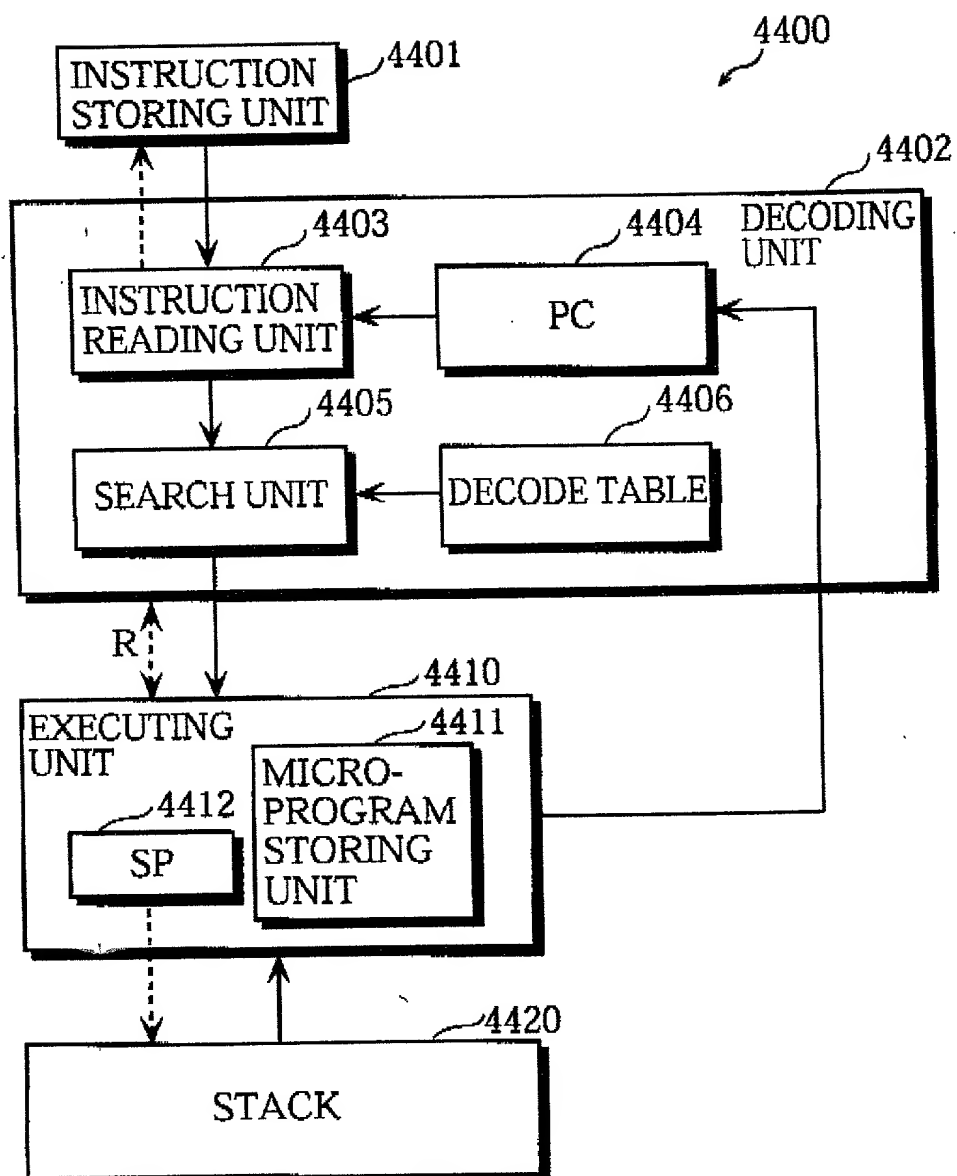 4400
INSTRUCTION
STORING UNIT
4401
4402
DECODING
UNIT
4403
INSTRUCTION
READING UNIT
4404
PC
4405
SEARCH UNIT
4406
DECODE TABLE
R
4410
EXECUTING
UNIT
4411
MICRO-
PROGRAM
STORING
UNIT
4412
SP
4420
STACK